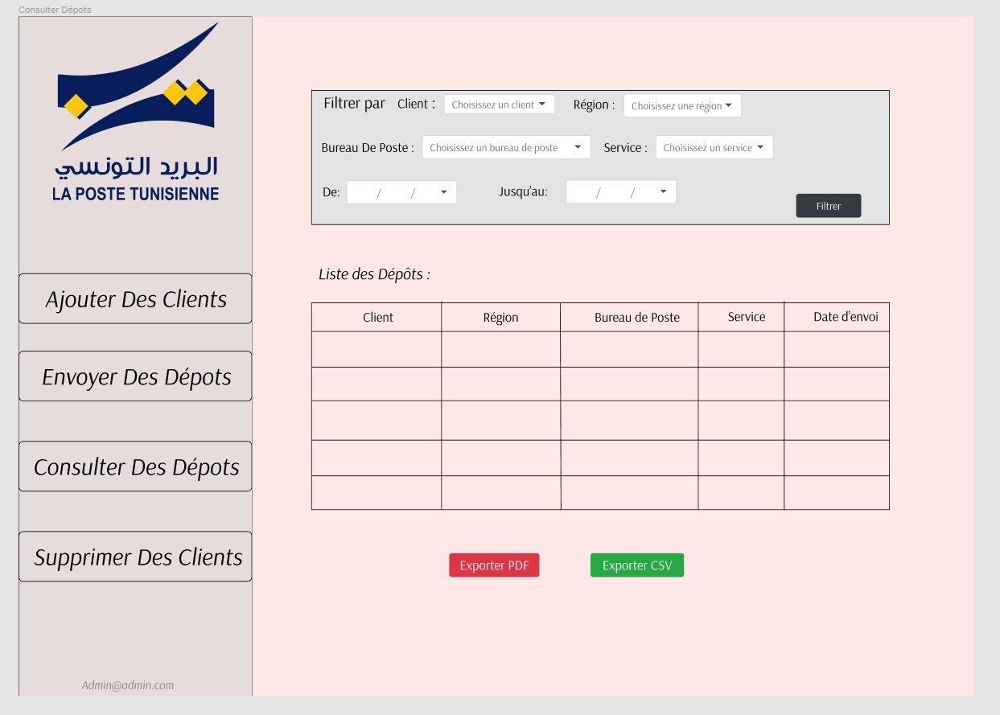 Consulter Dépots
البريد التونسي
LA POSTE TUNISIENNE
Ajouter Des Clients
Envoyer Des Dépots
Consulter Des Dépots
Supprimer Des Clients
Admin@admin.com
Filtrer par Client : Choisissez un client Région : Choisissez une région
Bureau De Poste : Choisissez un bureau de poste Service : Choisissez un service
De: / / Jusqu'au: / /
Filtrer
Liste des Dépôts :
Client Région Bureau de Poste Service Date d'envoi
Exporter PDF Exporter CSV